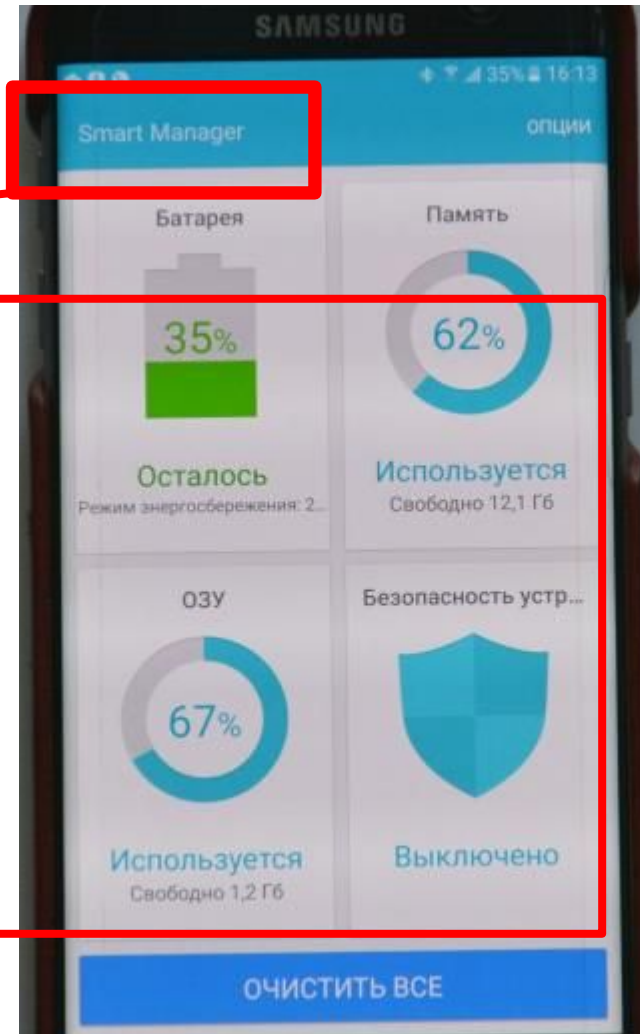 SAMSUNG
35% 16:13
Smart Manager
ОПЦИИ
Батарея
35%
Осталось
Режим энергосбережения: 2...
Память
62%
Используется
Свободно 12,1 Гб
ОЗУ
67%
Используется
Свободно 1,2 Гб
Безопасность устр...
Выключено
ОЧИСТИТЬ ВСЕ